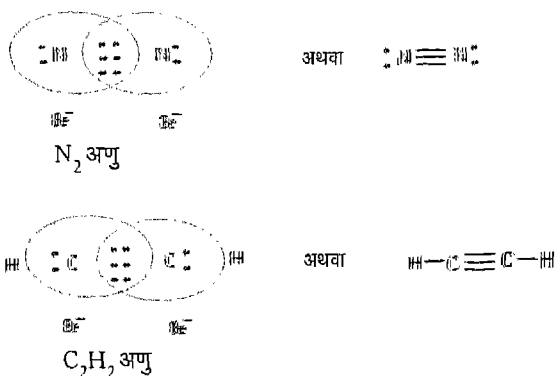 :N N: अथवा :N≡N:
8e⁻ 8e⁻
N₂ अणु
H :C C: H अथवा H—C≡C—H
8e⁻ 8e⁻
C₂H₂ अणु